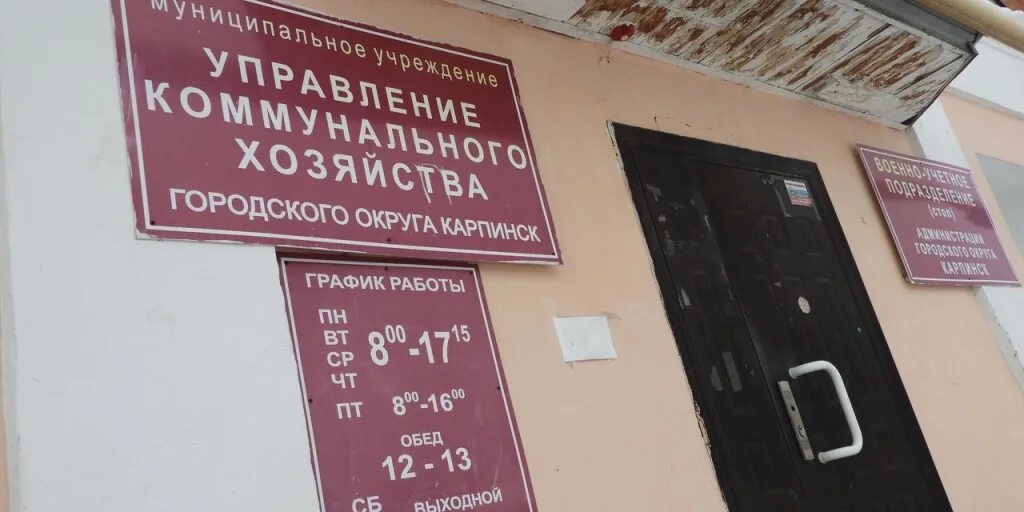 муниципальное учреждение
УПРАВЛЕНИЕ
КОММУНАЛЬНОГО
ХОЗЯЙСТВА
ГОРОДСКОГО ОКРУГА КАРПИНСК
ГРАФИК РАБОТЫ
ПН
ВТ
СР
ЧТ
8⁰⁰-17¹⁵
ПТ 8⁰⁰-16⁰⁰
ОБЕД
12 - 13
СБ ВЫХОДНОЙ
ВОЕННО-УЧЕТНОЕ
ПОДРАЗДЕЛЕНИЕ
(СТОЛ)
АДМИНИСТРАЦИИ
ГОРОДСКОГО ОКРУГА
КАРПИНСК